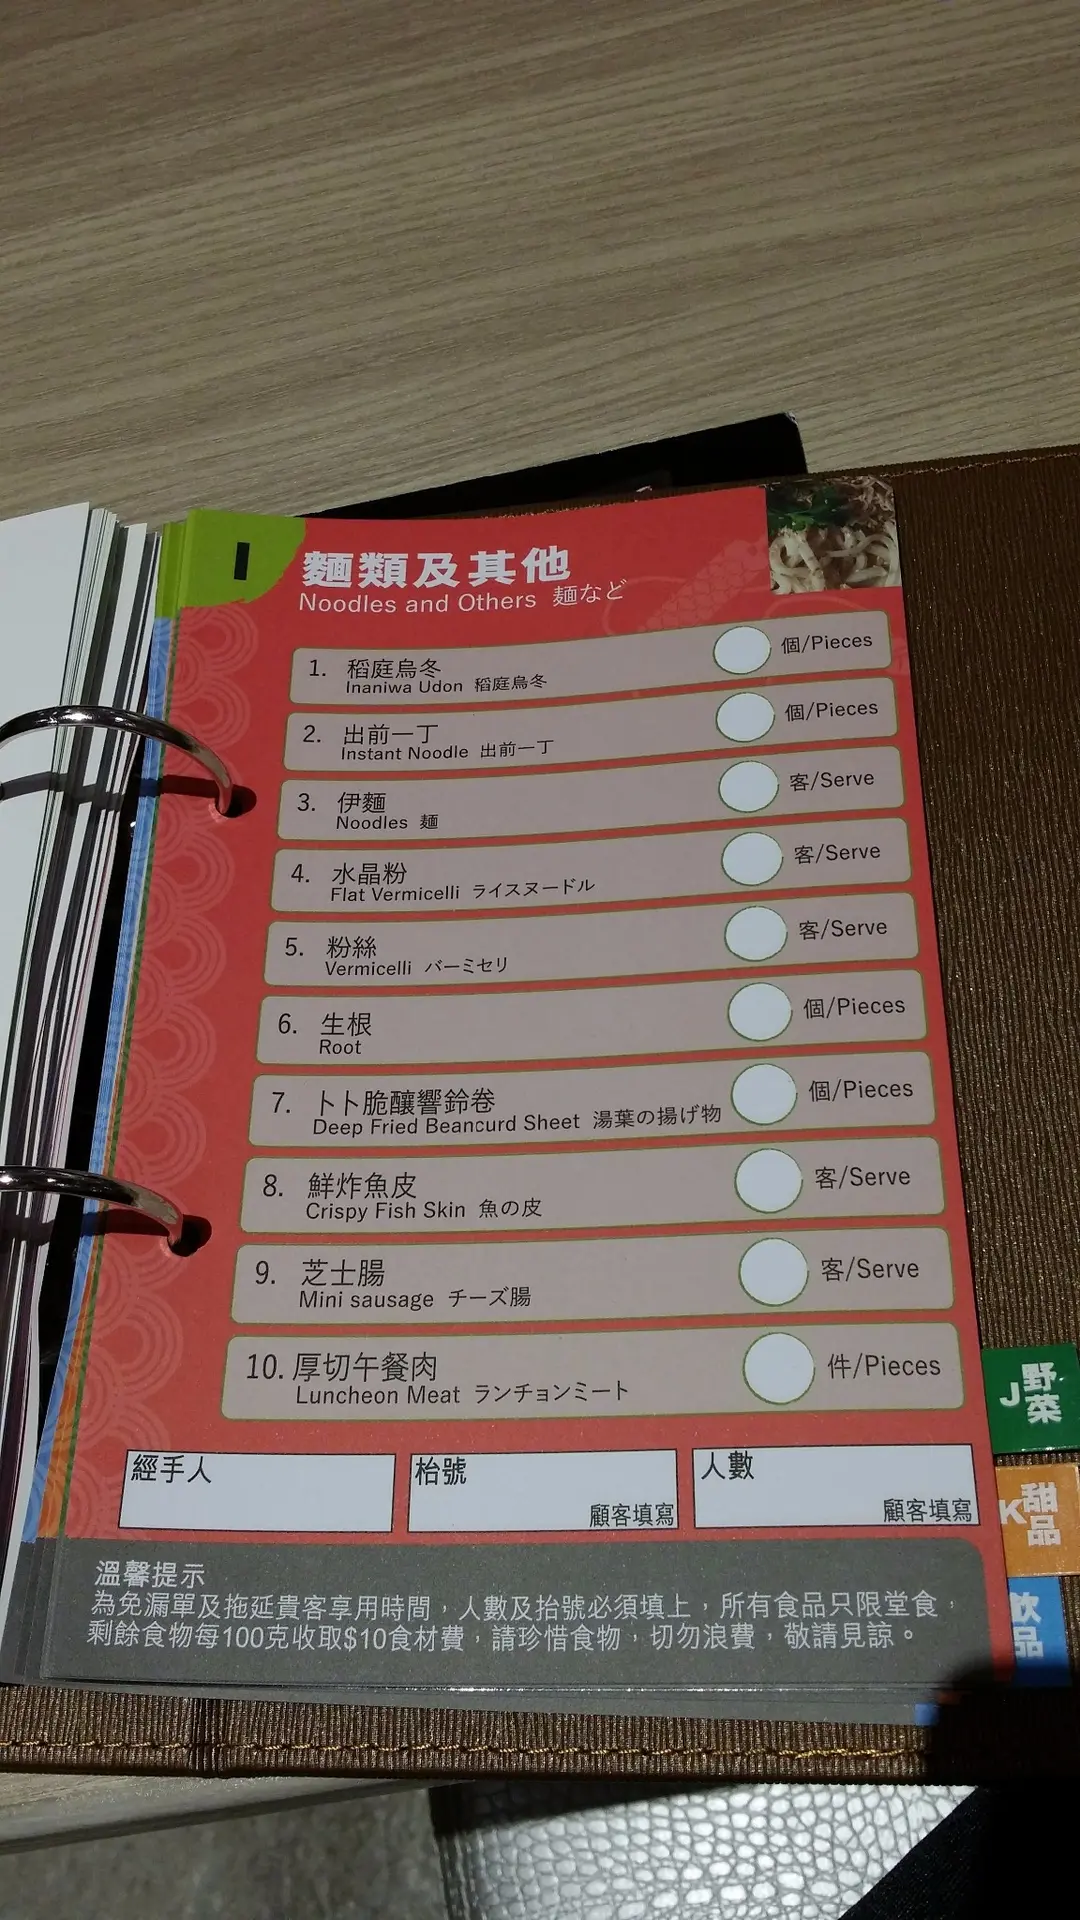 I
麵類及其他
Noodles and Others 麺など
1. 稻庭烏冬
Inaniwa Udon 稻庭烏冬
個/Pieces
2. 出前一丁
Instant Noodle 出前一丁
個/Pieces
3. 伊麵
Noodles 麺
客/Serve
4. 水晶粉
Flat Vermicelli ライスヌードル
客/Serve
5. 粉絲
Vermicelli バーミセリ
客/Serve
6. 生根
Root
個/Pieces
7. 卜卜脆釀響鈴卷
Deep Fried Beancurd Sheet 湯葉の揚げ物
個/Pieces
8. 鮮炸魚皮
Crispy Fish Skin 魚の皮
客/Serve
9. 芝士腸
Mini sausage チーズ腸
客/Serve
10. 厚切午餐肉
Luncheon Meat ランチョンミート
件/Pieces
經手人
枱號
顧客填寫
人數
顧客填寫
溫馨提示
為免漏單及拖延貴客享用時間，人數及抬號必須填上，所有食品只限堂食，
剩餘食物每100克收取$10食材費，請珍惜食物，切勿浪費，敬請見諒。
J 野菜
K 甜品
飲品